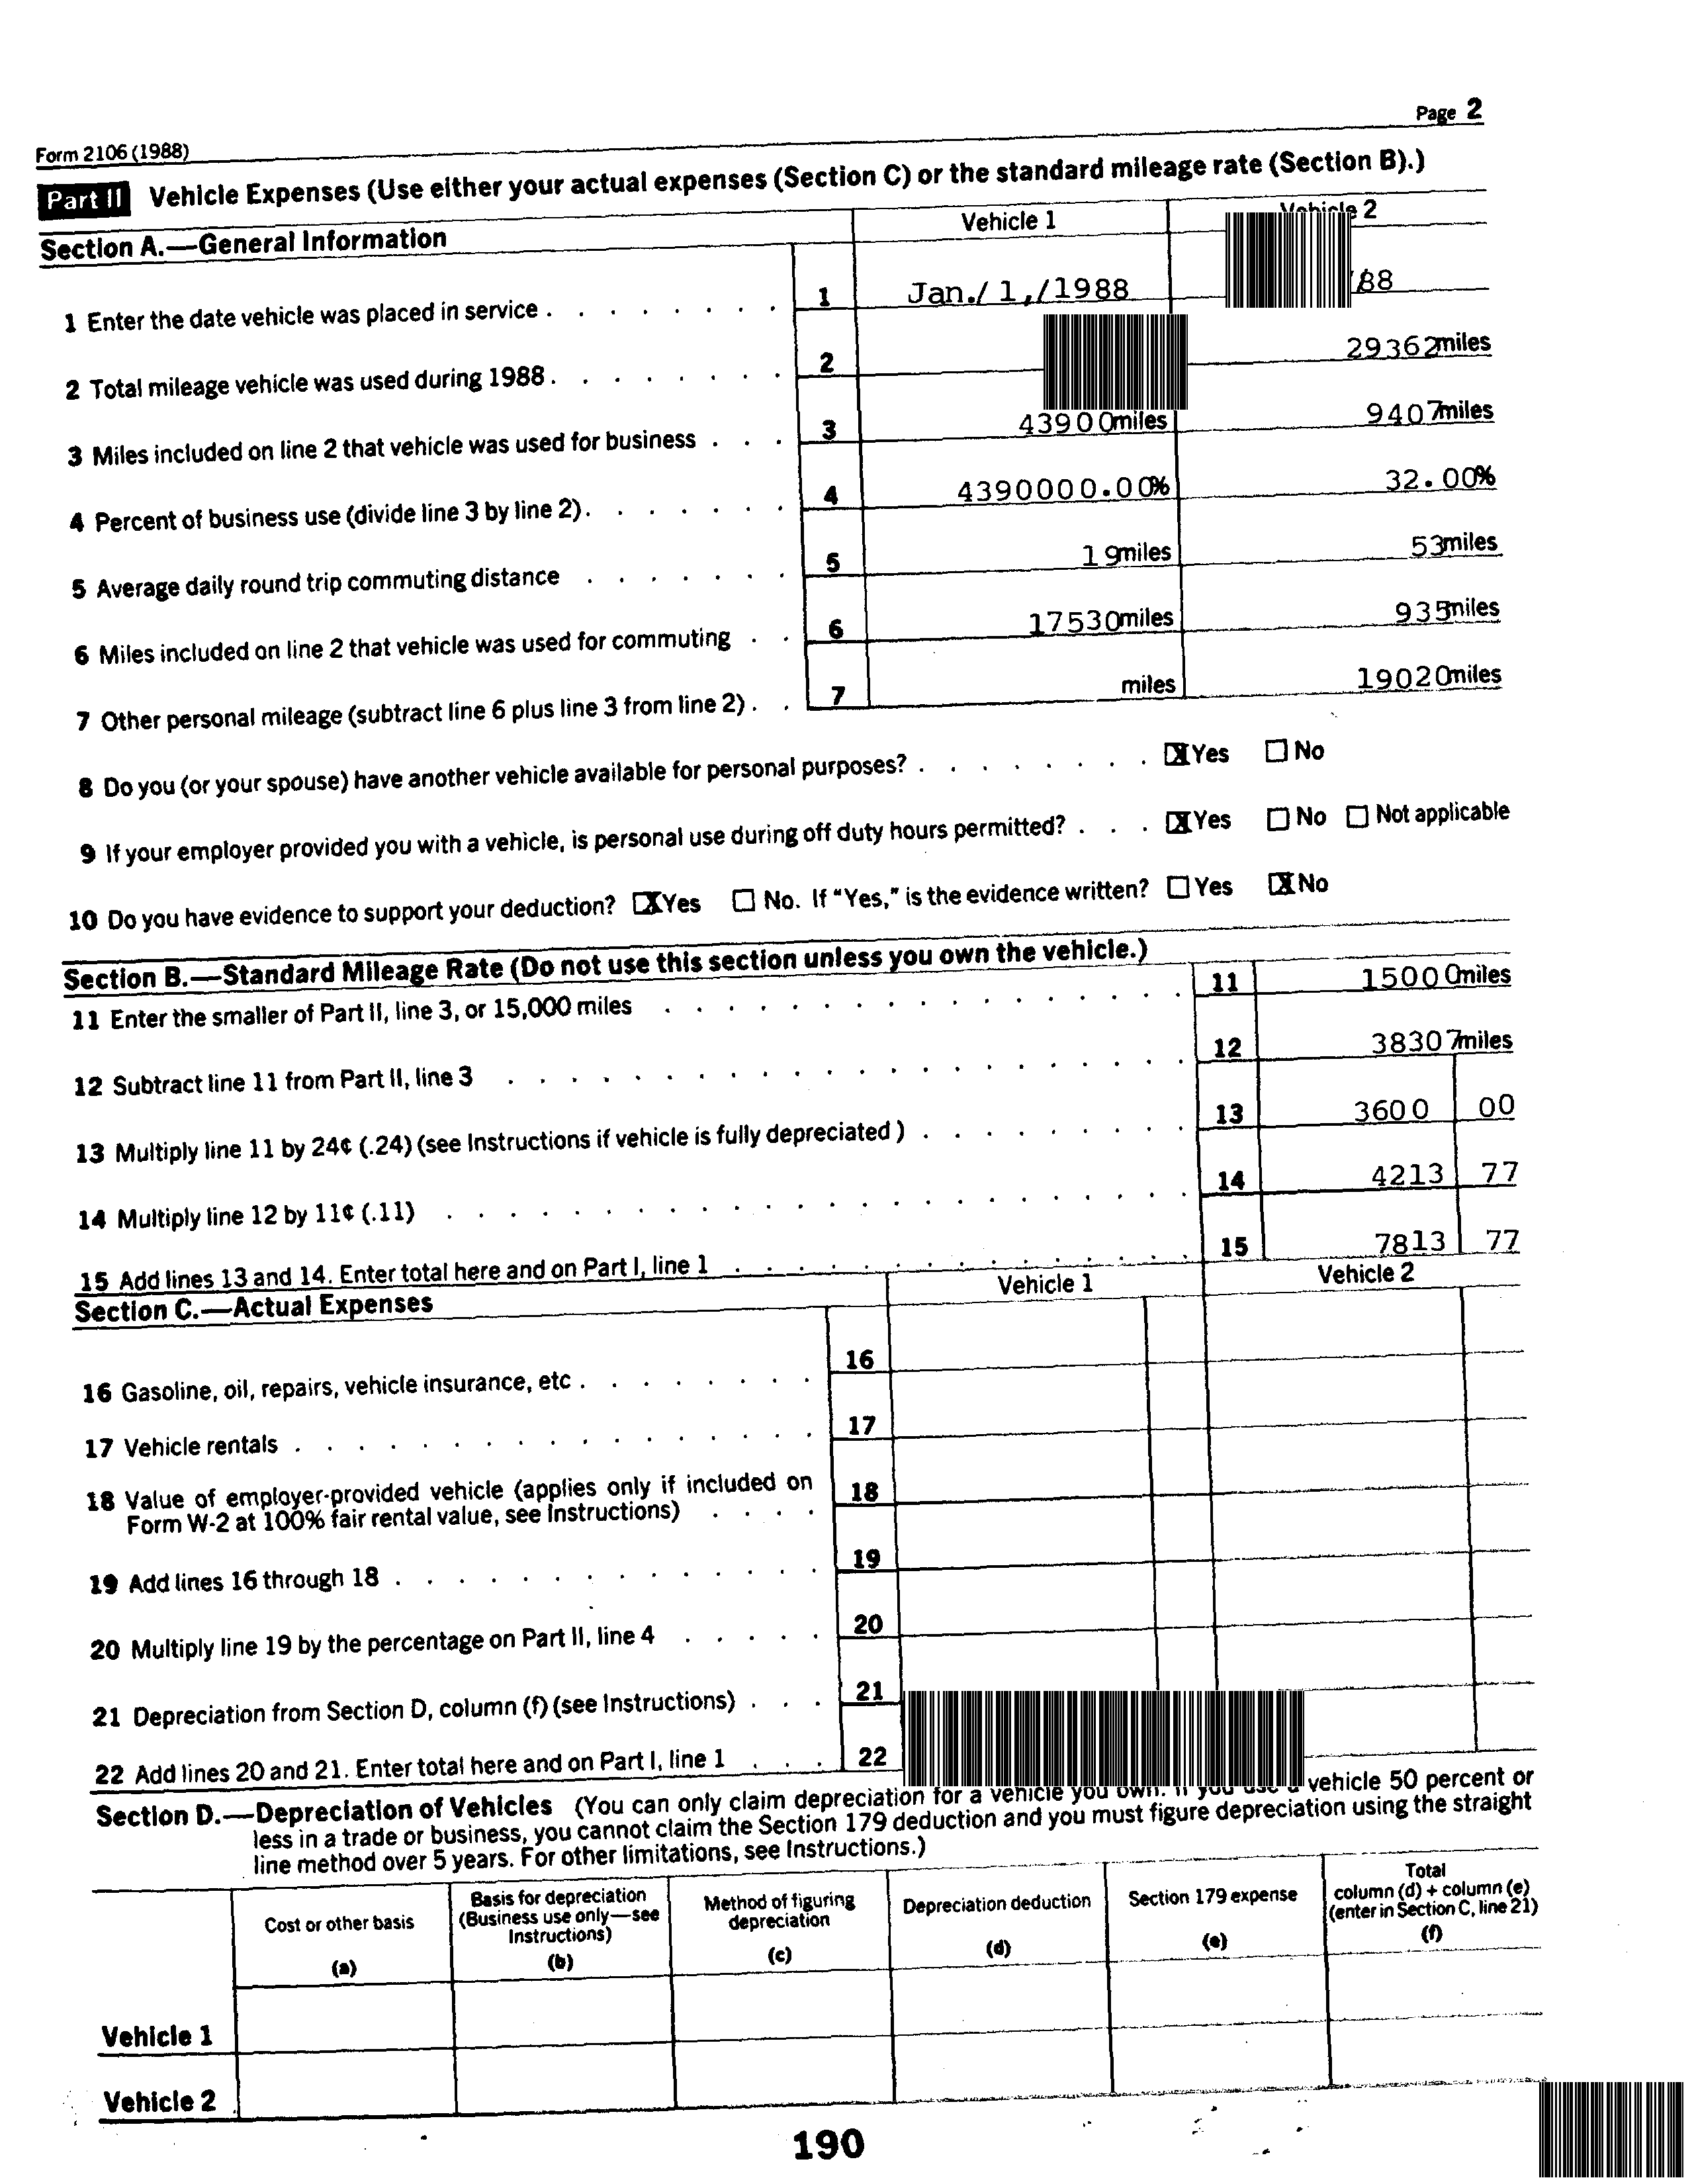 Page 2
Form 2106 (1988)
Part II Vehicle Expenses (Use either your actual expenses (Section C) or the standard mileage rate (Section B).)
Section A.—General Information Vehicle 1 Vehicle 2
1 Enter the date vehicle was placed in service . . . . . . . . 1 Jan./ 1,/1988 /88
2 Total mileage vehicle was used during 1988 . . . . . . . . 2 29362 miles
3 Miles included on line 2 that vehicle was used for business . . . 3 43900 miles 9407 miles
4 Percent of business use (divide line 3 by line 2) . . . . . . . 4 4390000.00% 32.00%
5 Average daily round trip commuting distance . . . . . . . 5 19 miles 53 miles
6 Miles included on line 2 that vehicle was used for commuting . . 6 17530 miles 935 miles
7 Other personal mileage (subtract line 6 plus line 3 from line 2) . . 7 miles 19020 miles
8 Do you (or your spouse) have another vehicle available for personal purposes? . . . . . . . . X Yes No
9 If your employer provided you with a vehicle, is personal use during off duty hours permitted? . . . X Yes No Not applicable
10 Do you have evidence to support your deduction? X Yes No. If "Yes," is the evidence written? Yes X No
Section B.—Standard Mileage Rate (Do not use this section unless you own the vehicle.)
11 Enter the smaller of Part II, line 3, or 15,000 miles . . . . . . . . . . . . . . . . . 11 15000 miles
12 Subtract line 11 from Part II, line 3 . . . . . . . . . . . . . . . . . . . . . . 12 38307 miles
13 Multiply line 11 by 24¢ (.24) (see Instructions if vehicle is fully depreciated ) . . . . . . . . . 13 3600 00
14 Multiply line 12 by 11¢ (.11) . . . . . . . . . . . . . . . . . . . . . . . . 14 4213 77
15 Add lines 13 and 14. Enter total here and on Part I, line 1 . . . . . . . . . . . . . . . 15 7813 77
Section C.—Actual Expenses Vehicle 1 Vehicle 2
16 Gasoline, oil, repairs, vehicle insurance, etc . . . . . . . . 16
17 Vehicle rentals . . . . . . . . . . . . . . . . . 17
18 Value of employer-provided vehicle (applies only if included on
Form W-2 at 100% fair rental value, see Instructions) . . . . 18
19 Add lines 16 through 18 . . . . . . . . . . . . . . 19
20 Multiply line 19 by the percentage on Part II, line 4 . . . . . 20
21 Depreciation from Section D, column (f) (see Instructions) . . . 21
22 Add lines 20 and 21. Enter total here and on Part I, line 1 . . . 22
Section D.—Depreciation of Vehicles (You can only claim depreciation for a vehicle you own. If you use a vehicle 50 percent or
less in a trade or business, you cannot claim the Section 179 deduction and you must figure depreciation using the straight
line method over 5 years. For other limitations, see Instructions.)
Cost or other basis
(a)
Basis for depreciation
(Business use only—see
Instructions)
(b)
Method of figuring
depreciation
(c)
Depreciation deduction
(d)
Section 179 expense
(e)
Total
column (d) + column (e)
(enter in Section C, line 21)
(f)
Vehicle 1
Vehicle 2
190